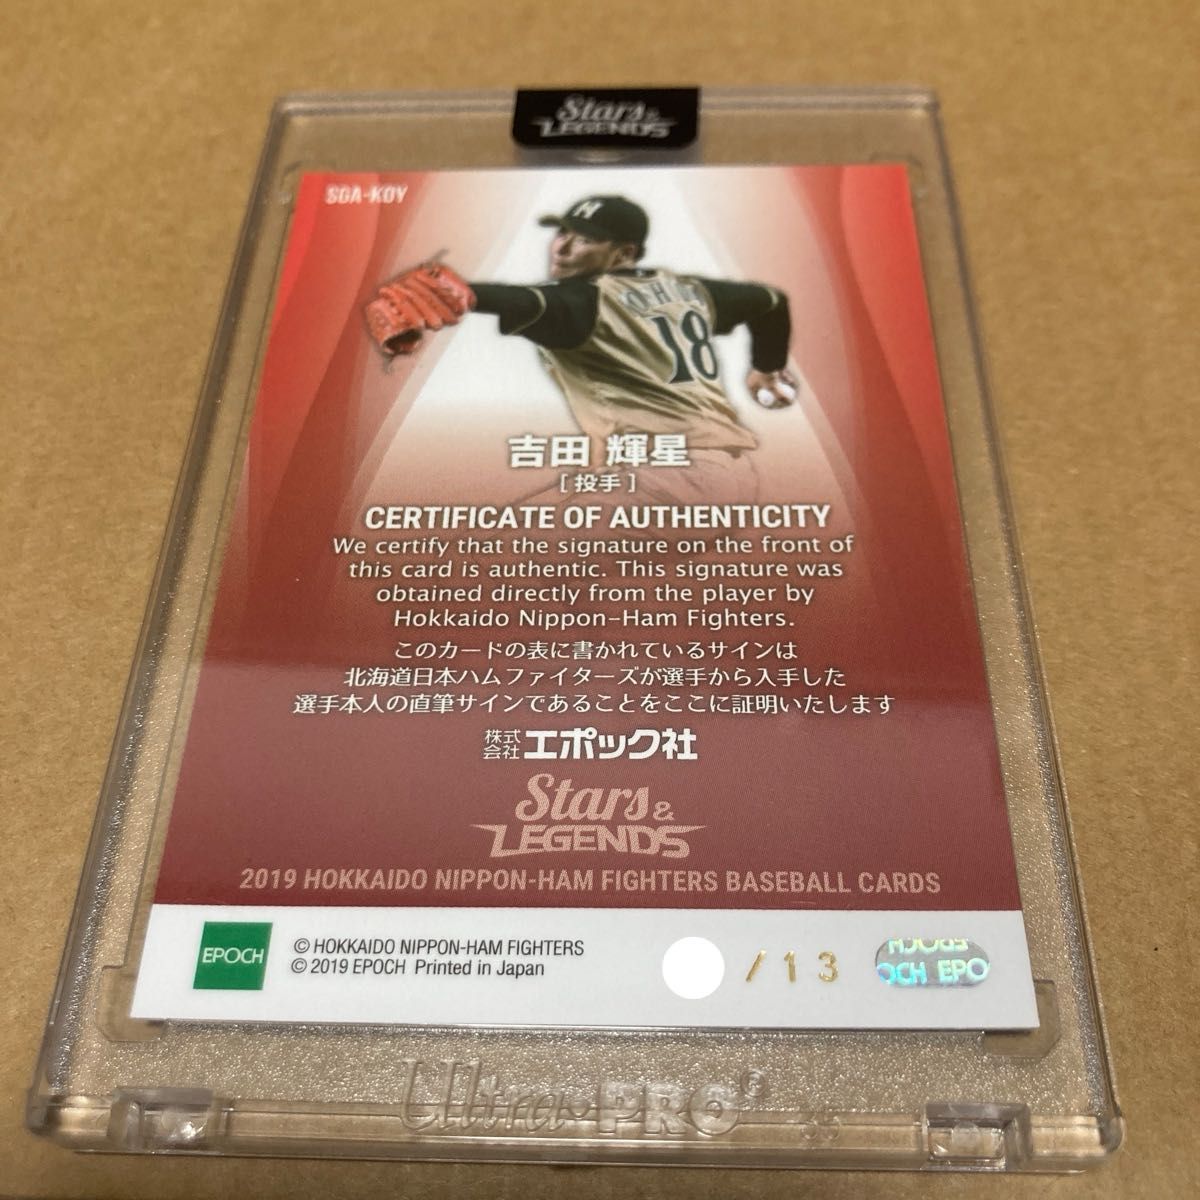 Stars &
LEGENDS
SGA-KOY
M
18
吉田 輝星
[ 投手 ]
CERTIFICATE OF AUTHENTICITY
We certify that the signature on the front of
this card is authentic. This signature was
obtained directly from the player by
Hokkaido Nippon-Ham Fighters.
このカードの表に書かれているサインは
北海道日本ハムファイターズが選手から入手した
選手本人の直筆サインであることをここに証明いたします
株式会社 エポック社
Stars &
LEGENDS
2019 HOKKAIDO NIPPON-HAM FIGHTERS BASEBALL CARDS
EPOCH
© HOKKAIDO NIPPON-HAM FIGHTERS
© 2019 EPOCH Printed in Japan
/13
EPOCH
OCH EPO
Ultra PRO®